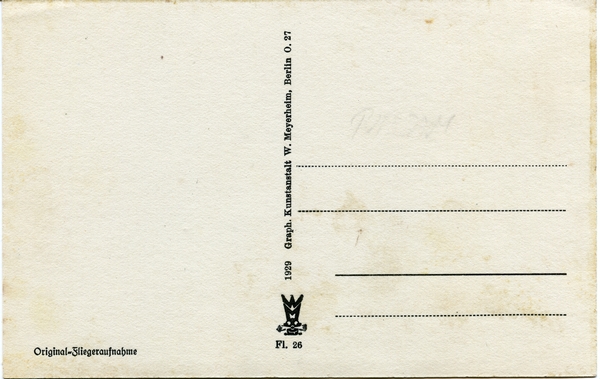 1929 Graph. Kunstanstalt W. Meyerheim, Berlin O. 27
Fl. 26
Original-Fliegeraufnahme